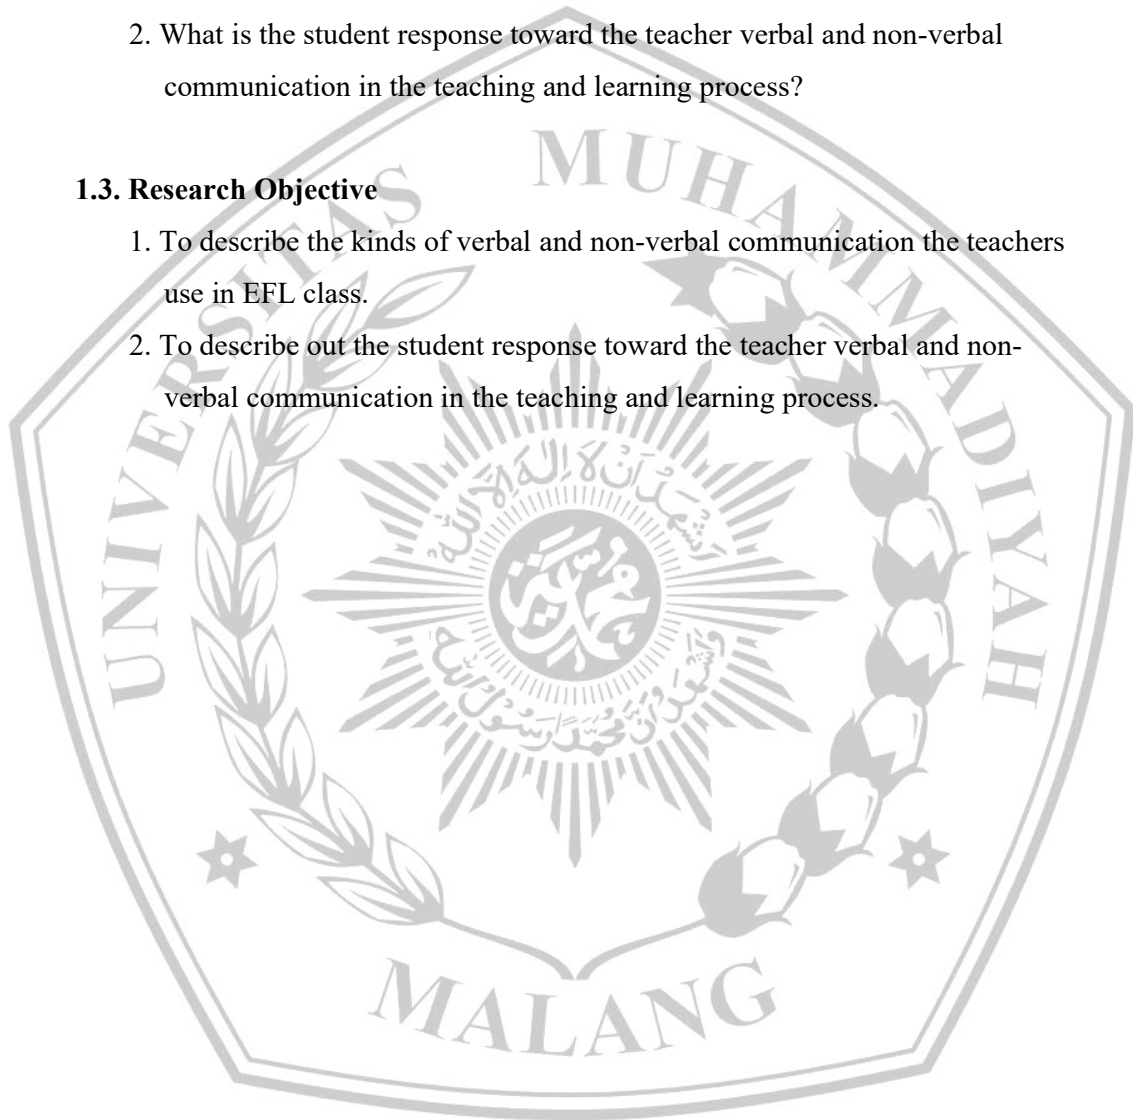 2. What is the student response toward the teacher verbal and non-verbal
communication in the teaching and learning process?
1.3. Research Objective
1. To describe the kinds of verbal and non-verbal communication the teachers
use in EFL class.
2. To describe out the student response toward the teacher verbal and non-
verbal communication in the teaching and learning process.
UNIVERSITAS MUHAMMADIYAH
MALANG